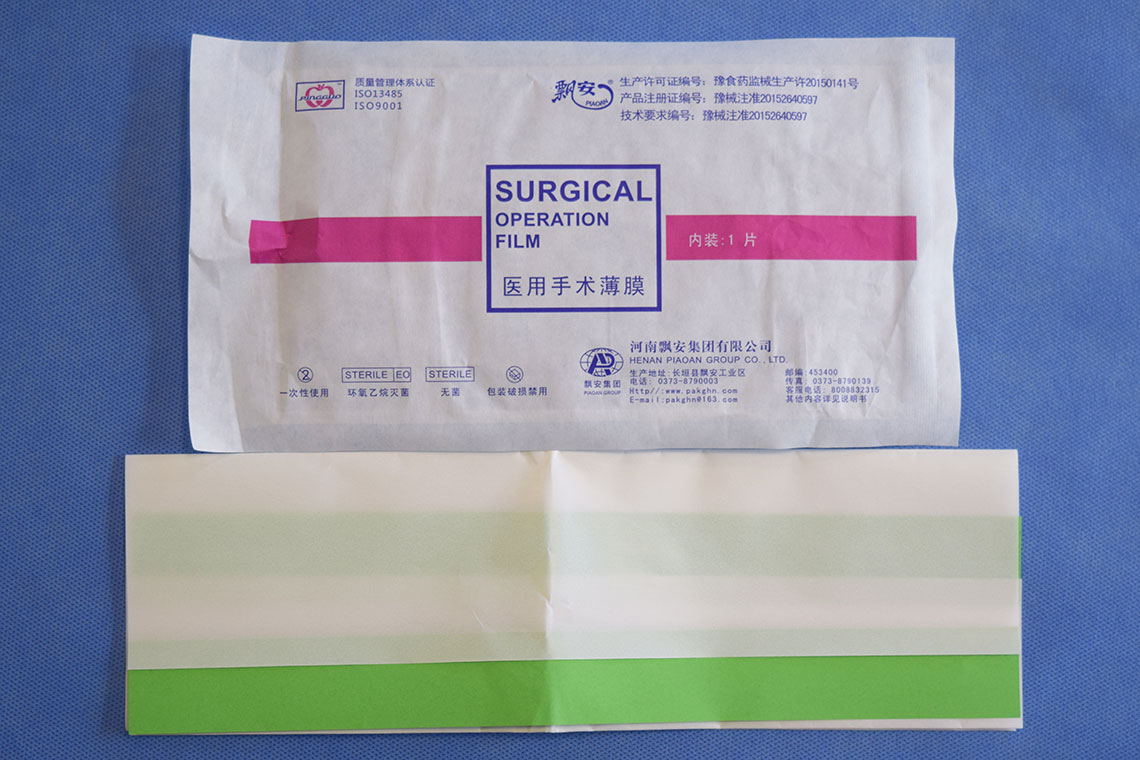 质量管理体系认证
ISO13485
ISO9001
飘安®
PIAOAN
生产许可证编号：豫食药监械生产许20150141号
产品注册证编号：豫械注准20152640597
技术要求编号：豫械注准20152640597
SURGICAL
OPERATION
FILM
医用手术薄膜
内装:1 片
②
一次性使用
STERILE EO
环氧乙烷灭菌
STERILE
无菌
包装破损禁用
飘安集团
PIAOAN GROUP
河南飘安集团有限公司
HENAN PIAOAN GROUP CO., LTD.
生产地址:长垣县飘安工业区
电话: 0373-8790003
Http//:www.pakghn.com
E-mail:pakghn@163.com
邮编:453400
传真: 0373-8790139
客服电话: 8008832315
其他内容详见说明书